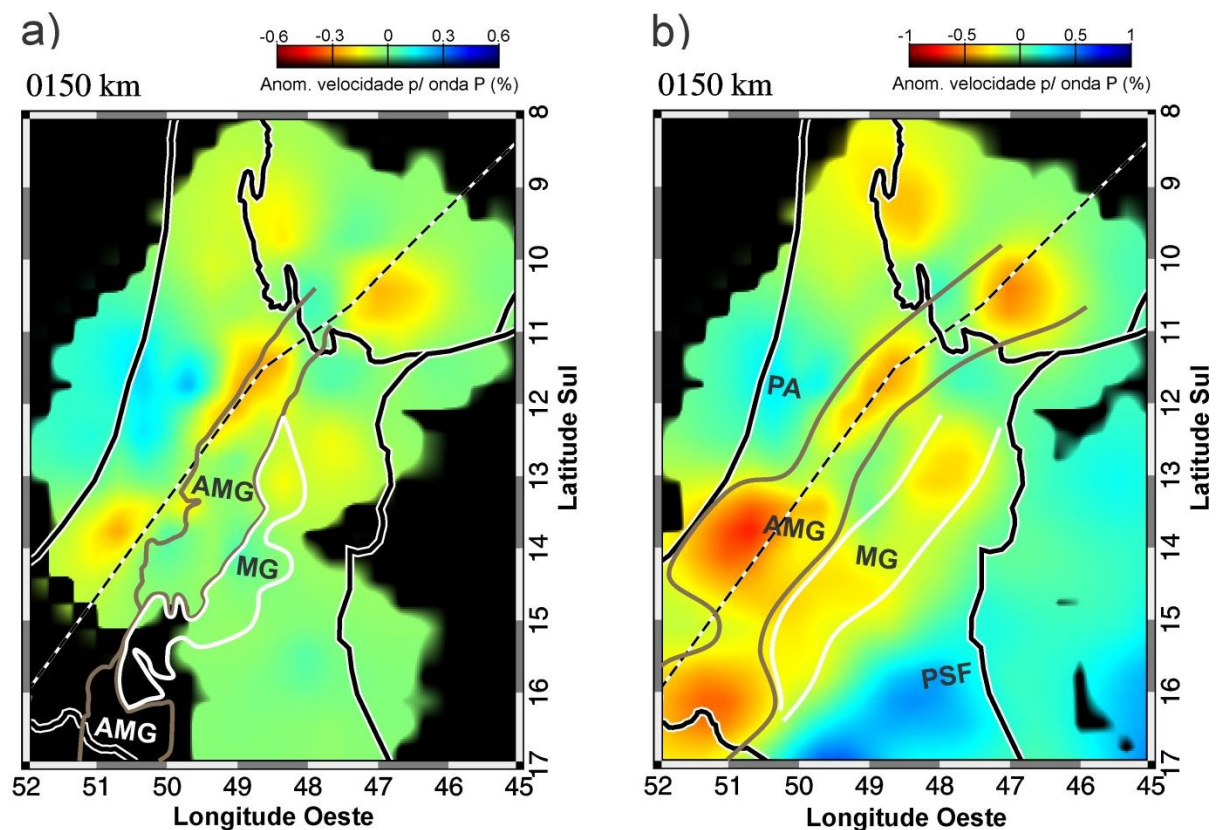 a)
-0.6 -0.3 0 0.3 0.6
Anom. velocidade p/ onda P (%)
0150 km
8
9
10
11
12
13
14
15
16
17
Latitude Sul
AMG
MG
AMG
52 51 50 49 48 47 46 45
Longitude Oeste
b)
-1 -0.5 0 0.5 1
Anom. velocidade p/ onda P (%)
0150 km
8
9
10
11
12
13
14
15
16
17
Latitude Sul
PA
AMG
MG
PSF
52 51 50 49 48 47 46 45
Longitude Oeste